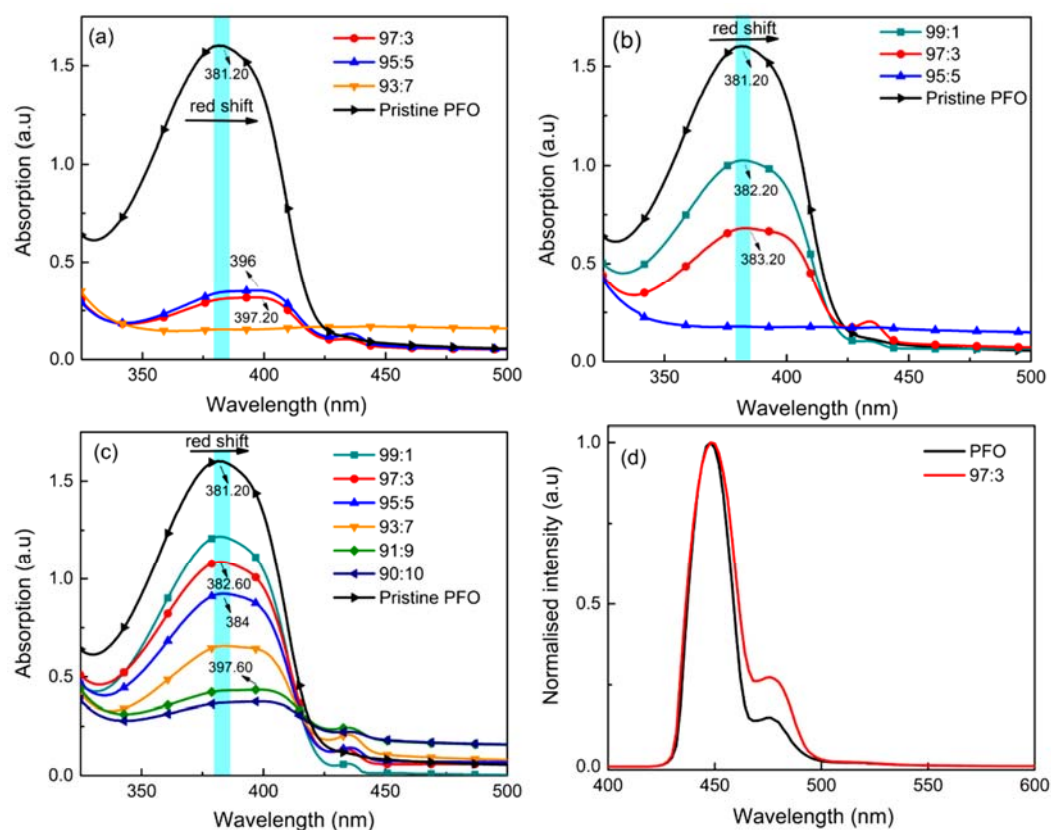 (a)
97:3
95:5
93:7
Pristine PFO
381.20
red shift
396
397.20
Absorption (a.u)
0.0
0.5
1.0
1.5
350
400
450
500
Wavelength (nm)
(b)
red shift
99:1
97:3
95:5
Pristine PFO
381.20
382.20
383.20
Absorption (a.u)
0.0
0.5
1.0
1.5
350
400
450
500
Wavelength (nm)
(c)
red shift
99:1
97:3
95:5
93:7
91:9
90:10
Pristine PFO
381.20
382.60
384
397.60
Absorption (a.u)
0.0
0.5
1.0
1.5
350
400
450
500
Wavelength (nm)
(d)
PFO
97:3
Normalised intensity (a.u)
0.0
0.5
1.0
400
450
500
550
600
Wavelength (nm)